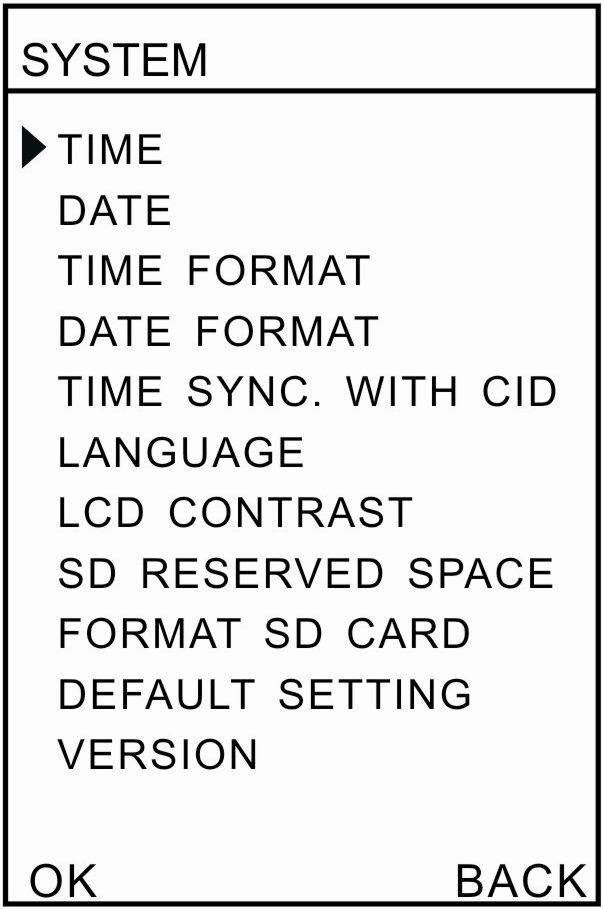 SYSTEM
TIME
DATE
TIME FORMAT
DATE FORMAT
TIME SYNC. WITH CID
LANGUAGE
LCD CONTRAST
SD RESERVED SPACE
FORMAT SD CARD
DEFAULT SETTING
VERSION
OK BACK